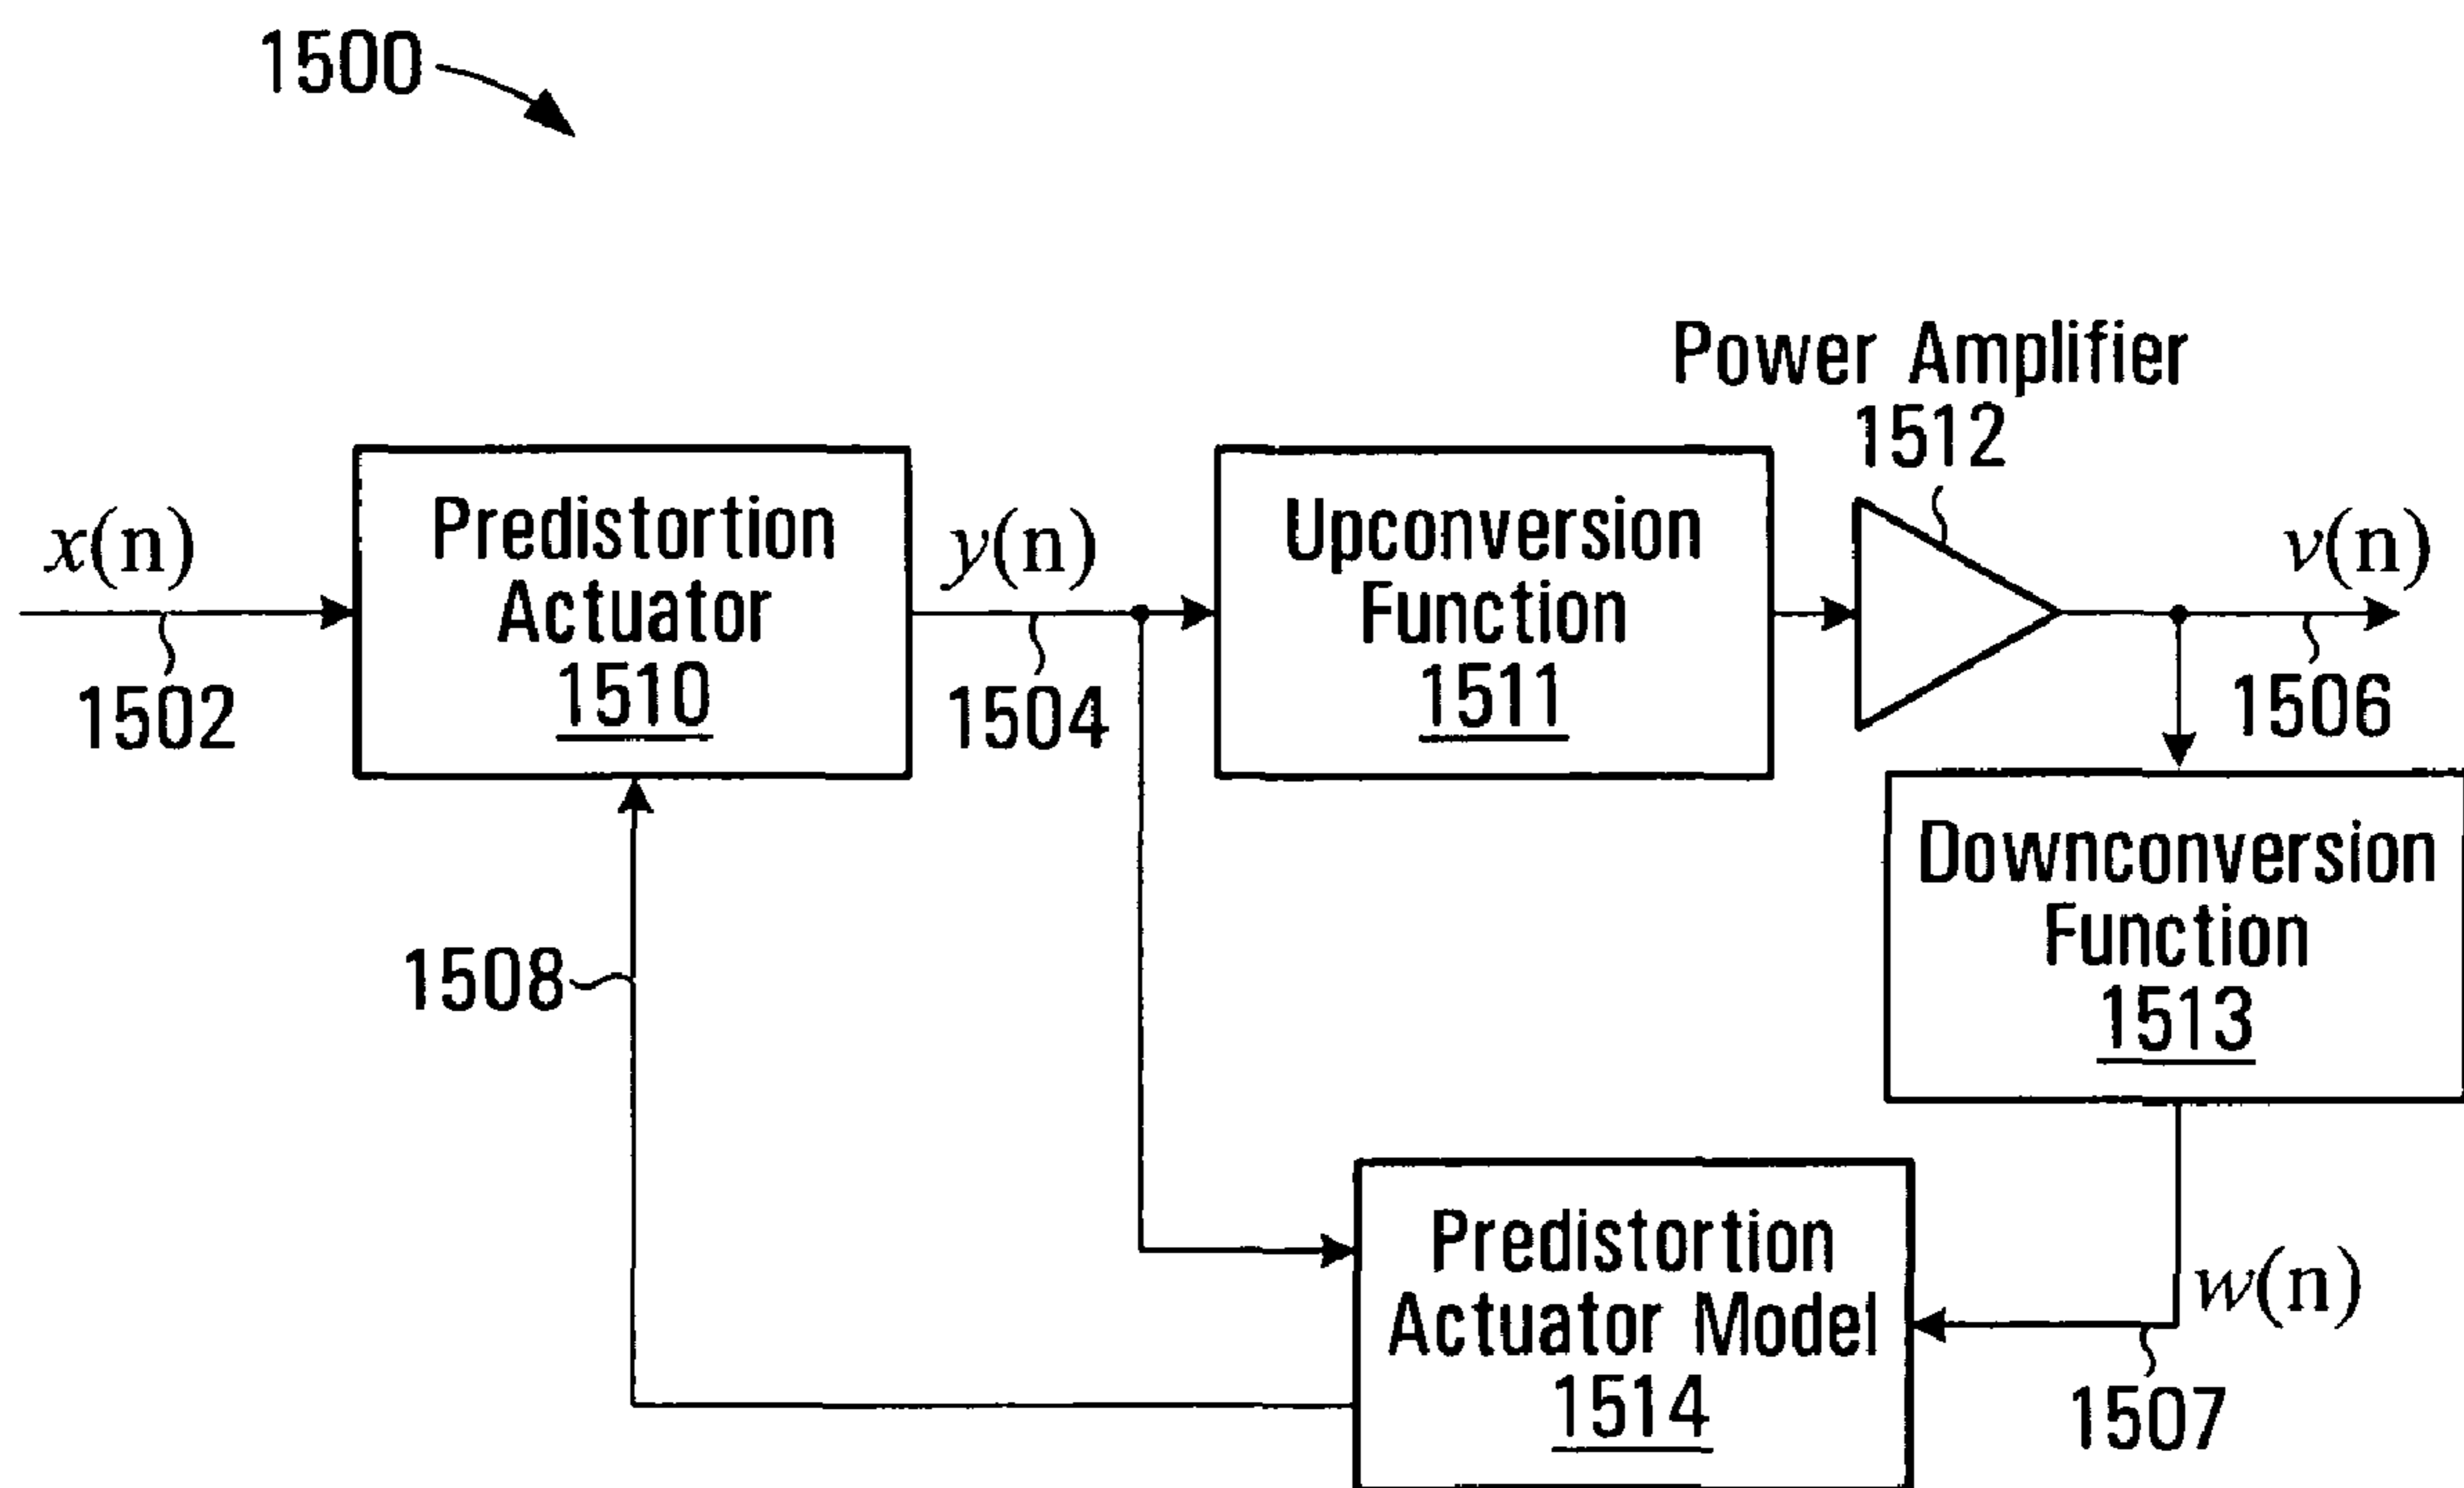 1500
Power Amplifier
1512
x(n)
1502
Predistortion
Actuator
1510
y(n)
1504
Upconversion
Function
1511
v(n)
1506
Downconversion
Function
1513
1508
Predistortion
Actuator Model
1514
w(n)
1507